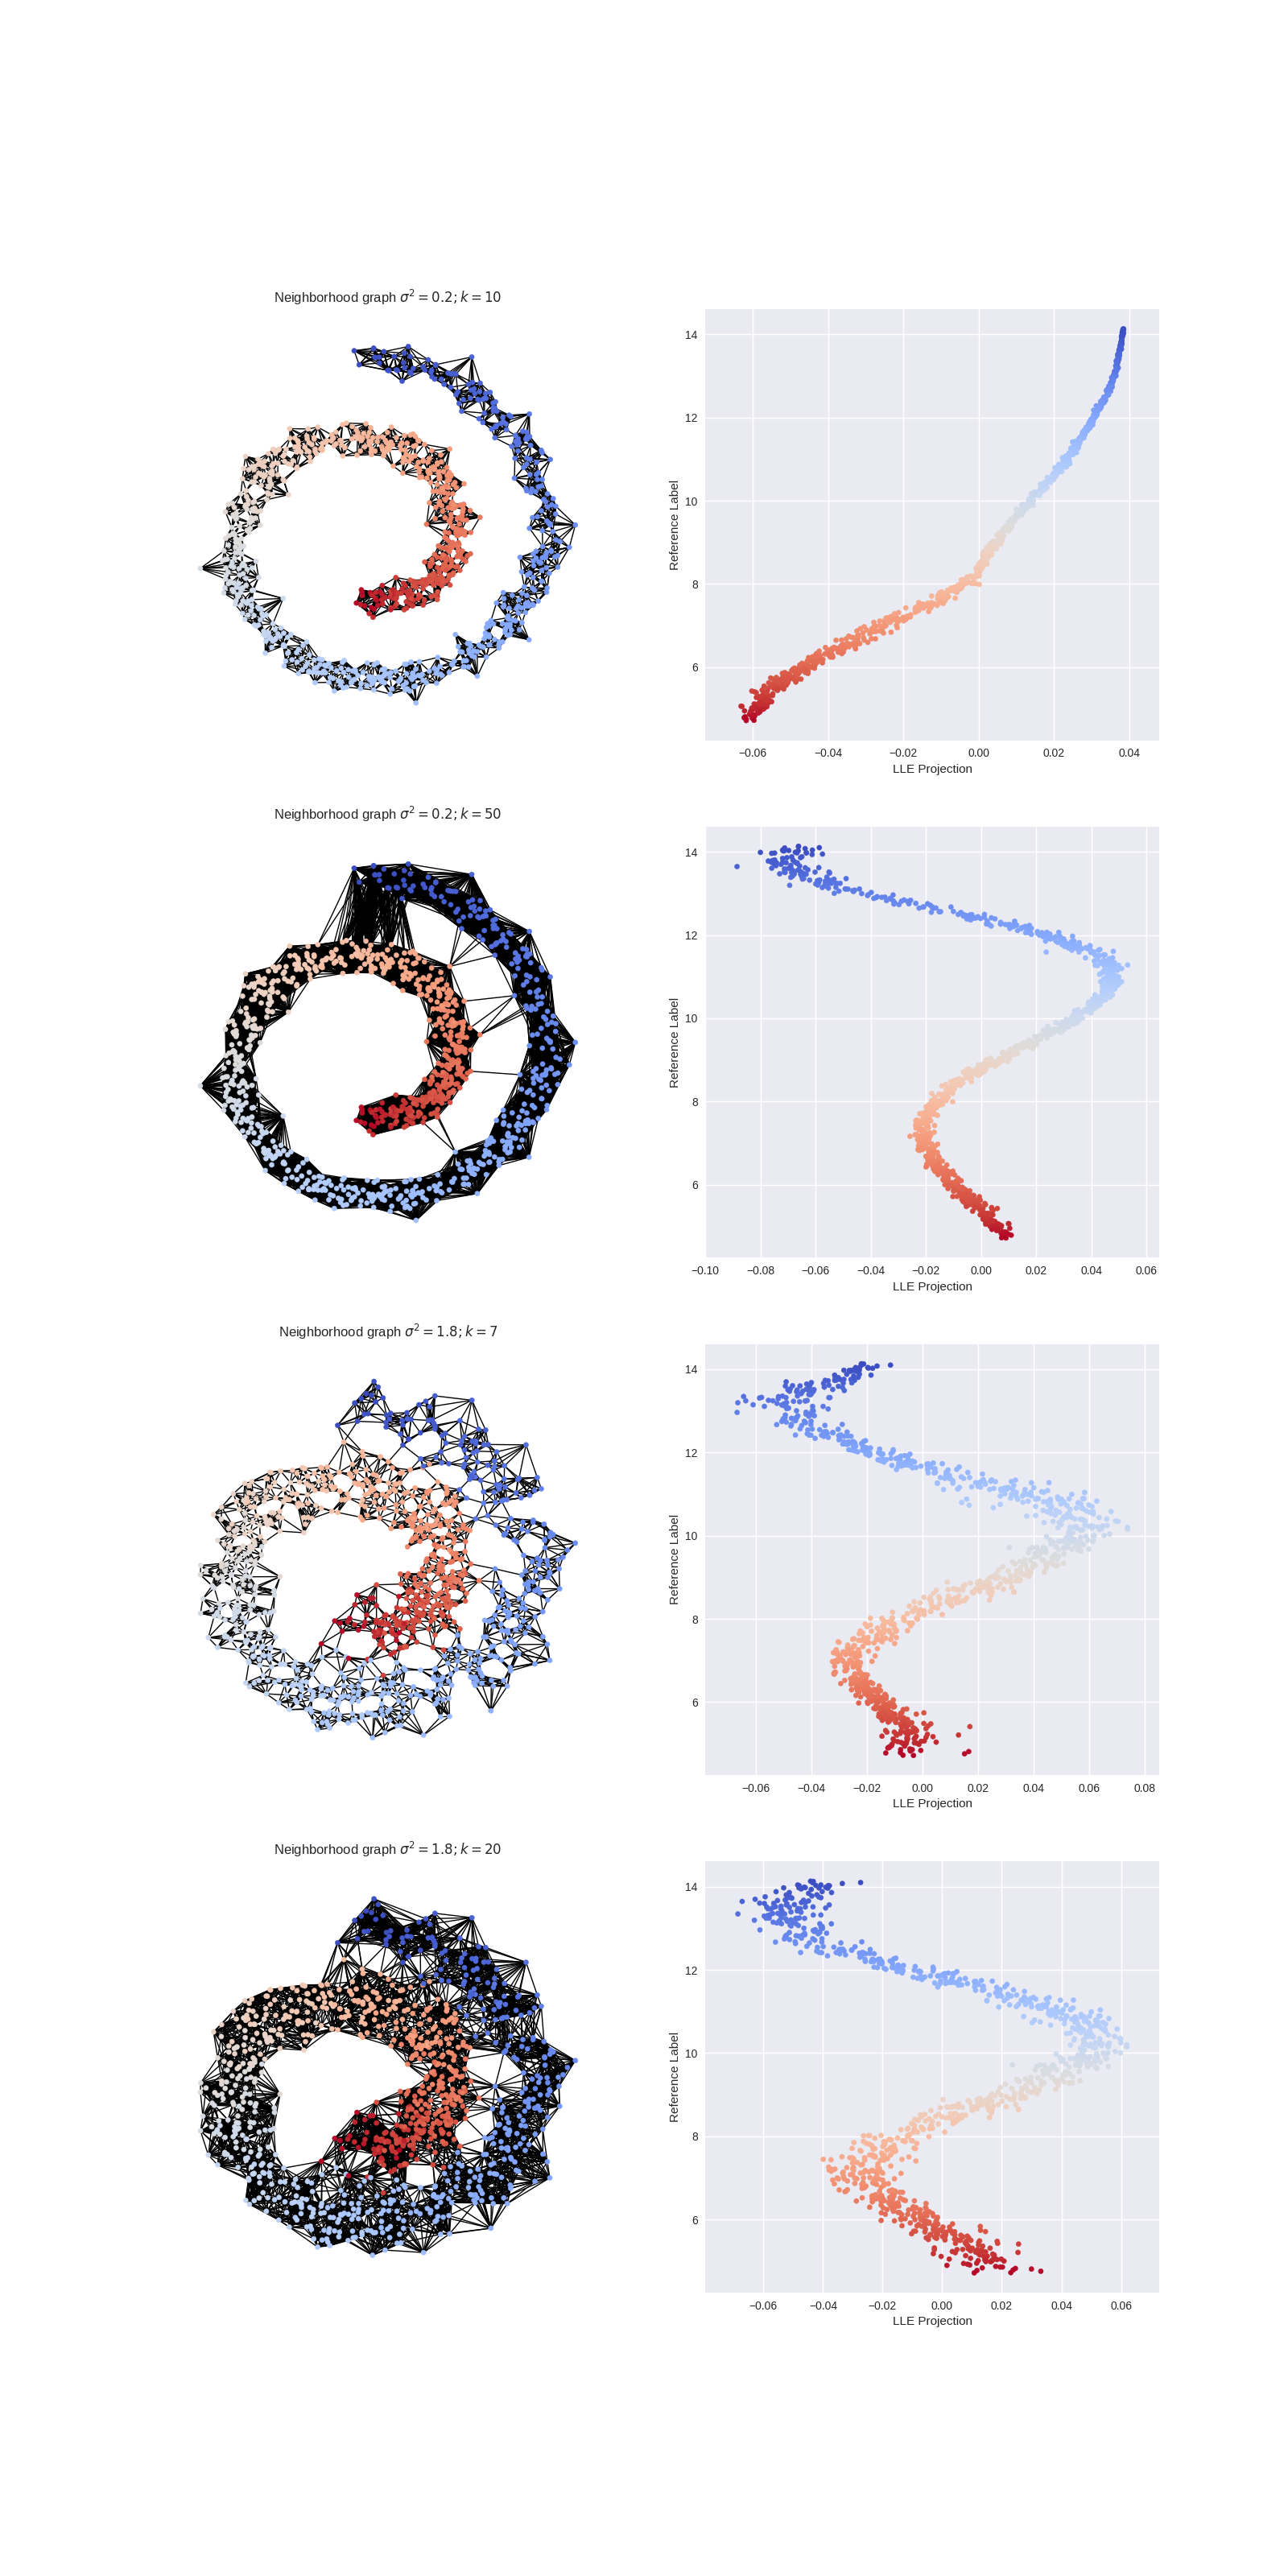 Neighborhood graph σ² = 0.2; k = 10
14
12
10
8
6
Reference Label
−0.06 −0.04 −0.02 0.00 0.02 0.04
LLE Projection
Neighborhood graph σ² = 0.2; k = 50
14
12
10
8
6
Reference Label
−0.10 −0.08 −0.06 −0.04 −0.02 0.00 0.02 0.04 0.06
LLE Projection
Neighborhood graph σ² = 1.8; k = 7
14
12
10
8
6
Reference Label
−0.06 −0.04 −0.02 0.00 0.02 0.04 0.06 0.08
LLE Projection
Neighborhood graph σ² = 1.8; k = 20
14
12
10
8
6
Reference Label
−0.06 −0.04 −0.02 0.00 0.02 0.04 0.06
LLE Projection